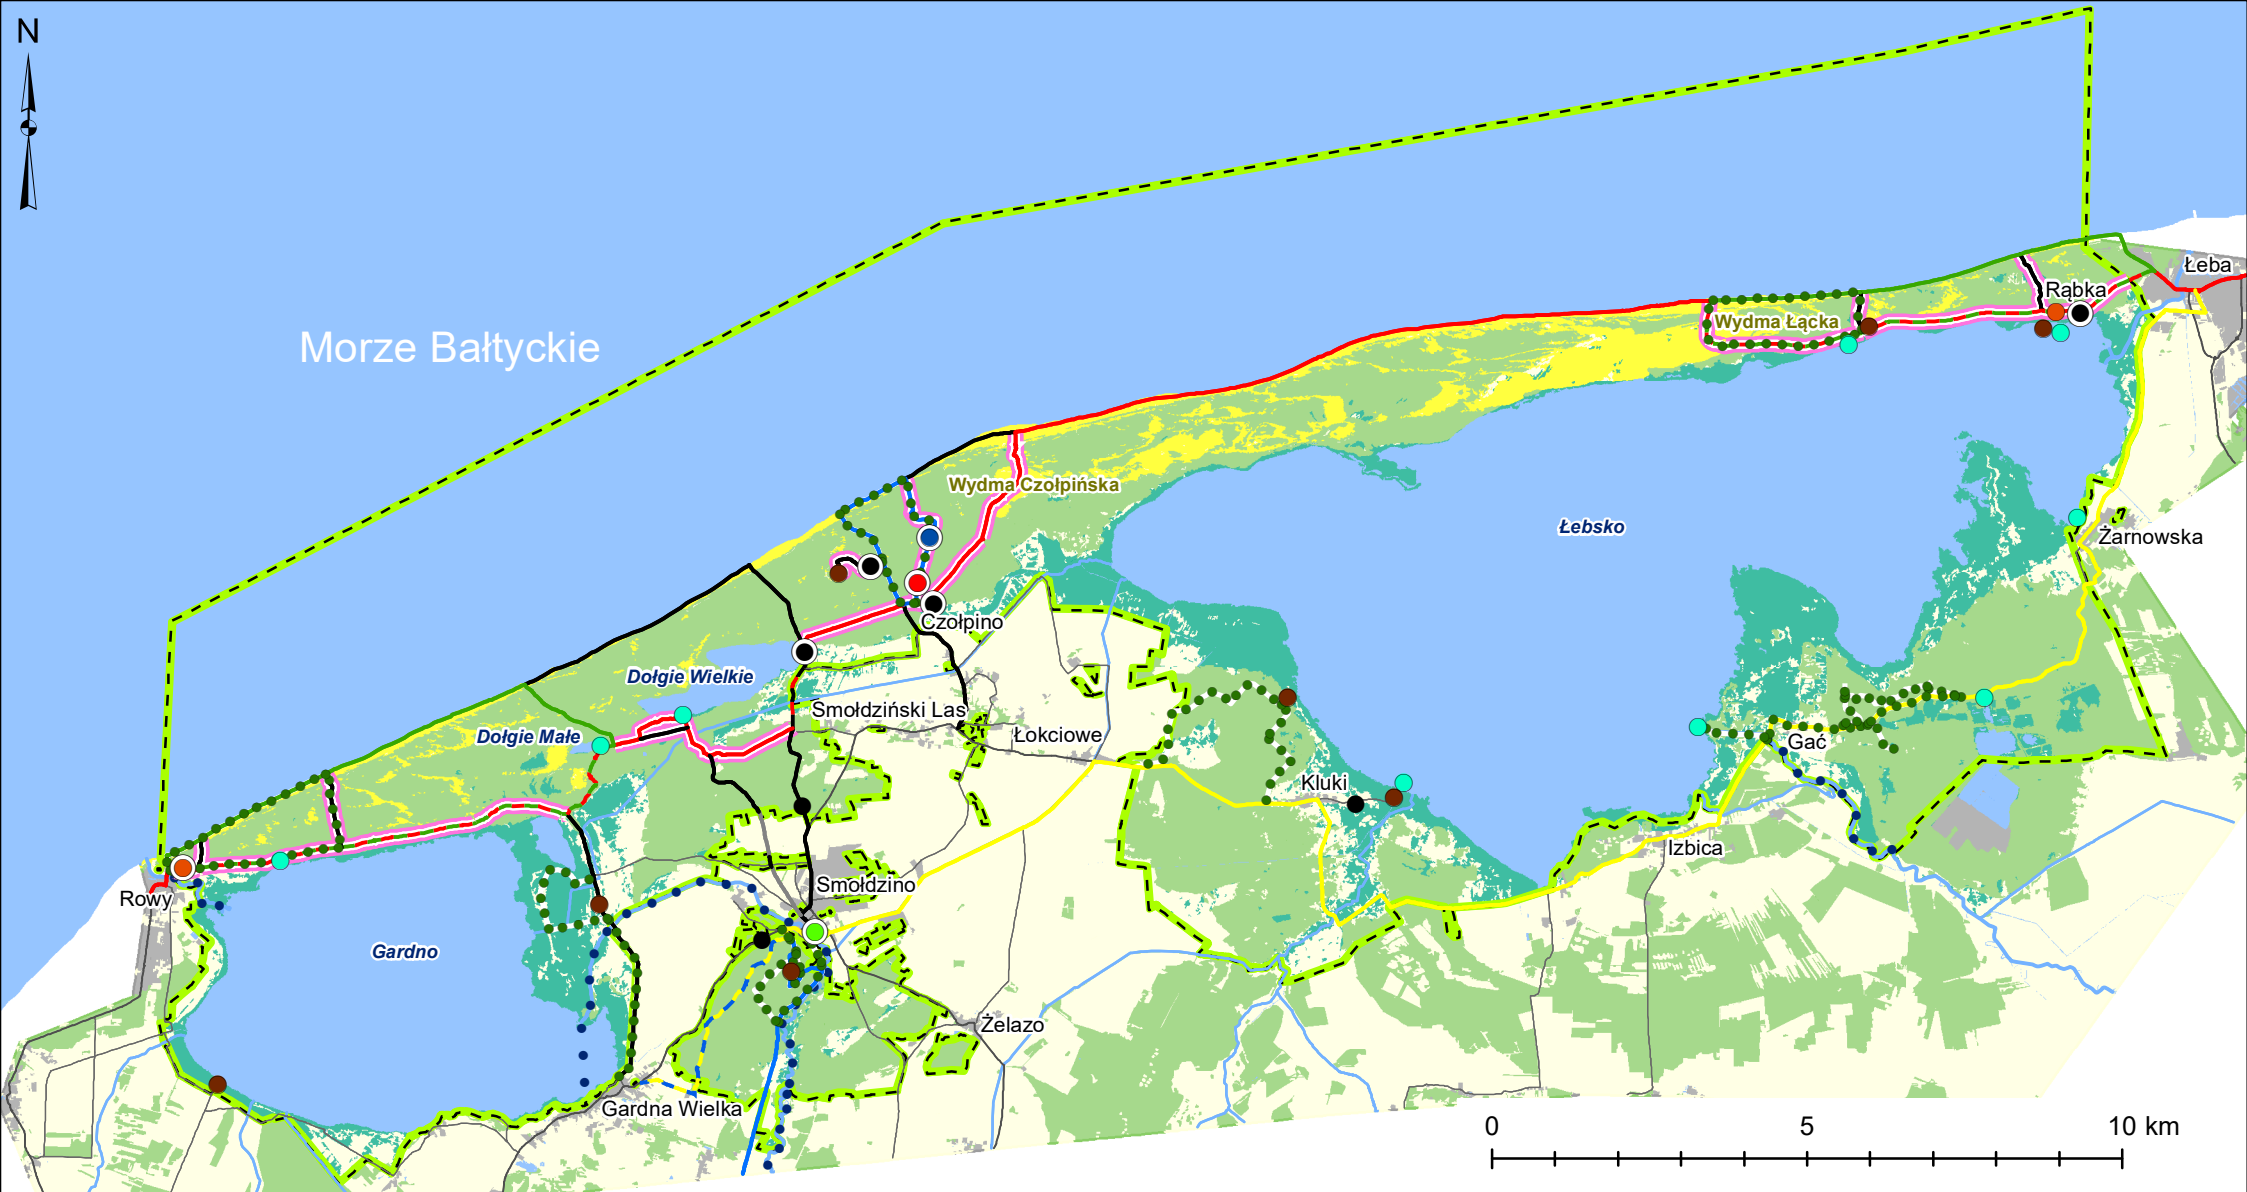 N
Morze Bałtyckie
Łeba
Rąbka
Wydma Łącka
Wydma Czołpińska
Łebsko
Żarnowska
Czołpino
Dołgie Wielkie
Smołdziński Las
Dołgie Małe
Łokciowe
Gać
Kluki
Izbica
Smołdzino
Rowy
Gardno
Żelazo
Gardna Wielka
0 5 10 km